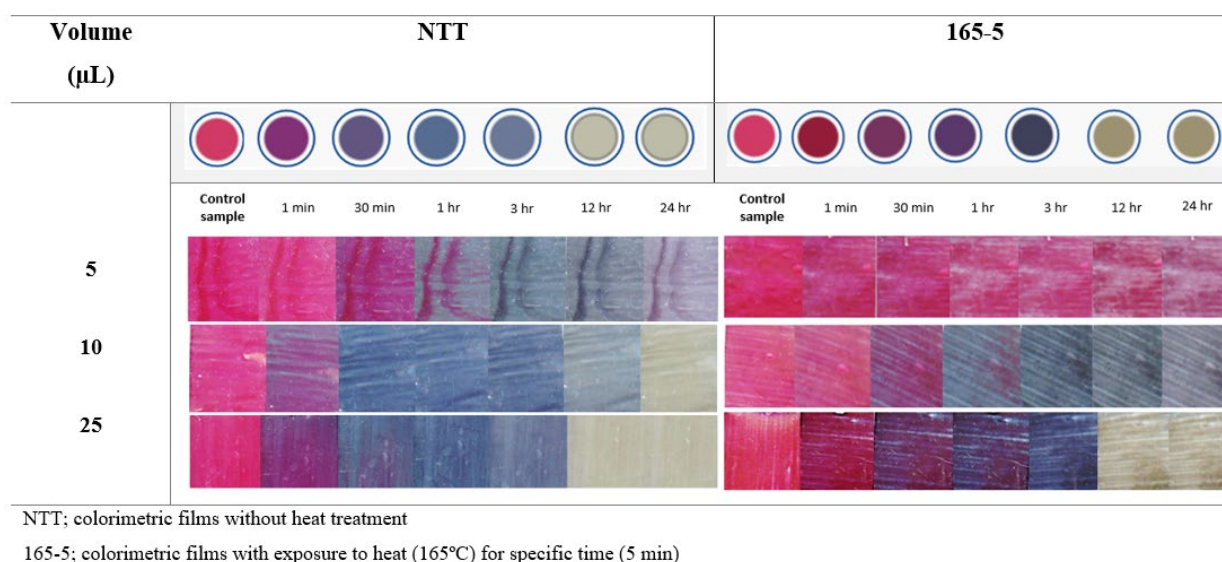 Volume
(µL)
NTT
165-5
Control
sample
1 min
30 min
1 hr
3 hr
12 hr
24 hr
Control
sample
1 min
30 min
1 hr
3 hr
12 hr
24 hr
5
10
25
NTT; colorimetric films without heat treatment
165-5; colorimetric films with exposure to heat (165ºC) for specific time (5 min)